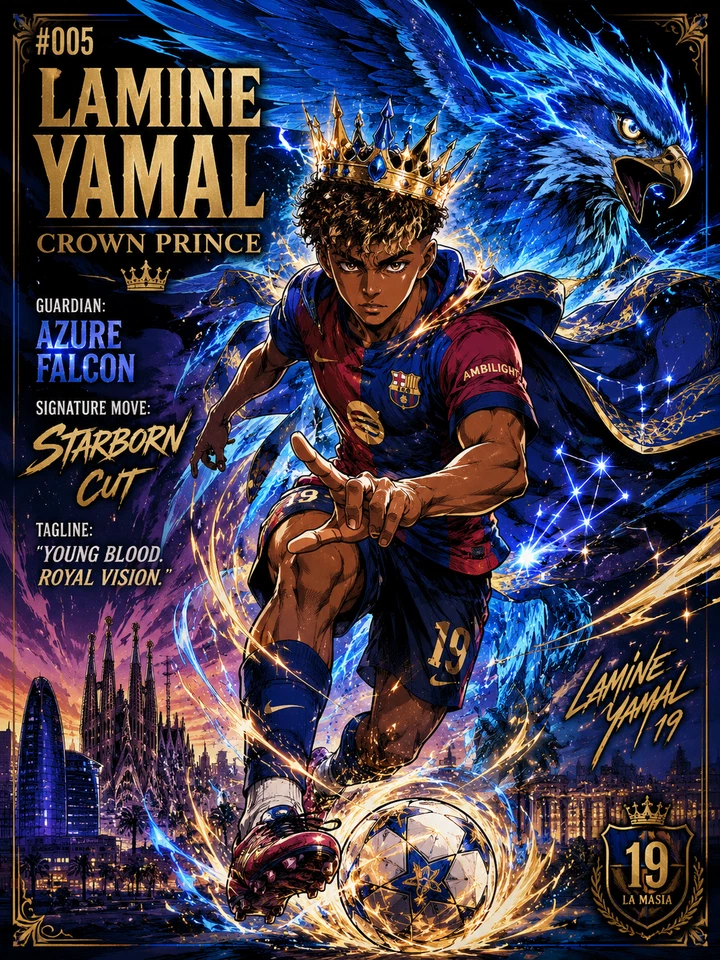 #005
LAMINE
YAMAL
CROWN PRINCE
GUARDIAN:
AZURE
FALCON
SIGNATURE MOVE:
STARBORN
CUT
TAGLINE:
"YOUNG BLOOD.
ROYAL VISION."
AMBILIGHT
19
19
LAMINE
YAMAL
19
19
LA MASIA